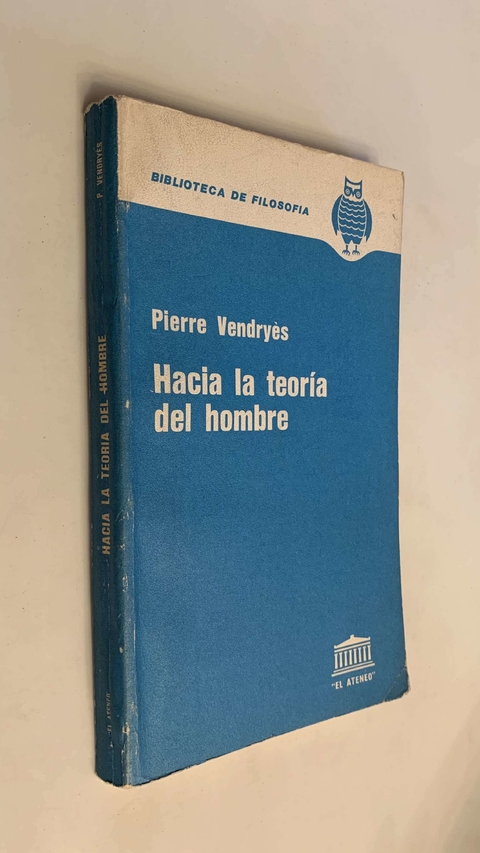 BIBLIOTECA DE FILOSOFIA
Pierre Vendryès
Hacia la teoría
del hombre
"EL ATENEO"
P. VENDRYÈS
HACIA LA TEORIA DEL HOMBRE
EL ATENEO